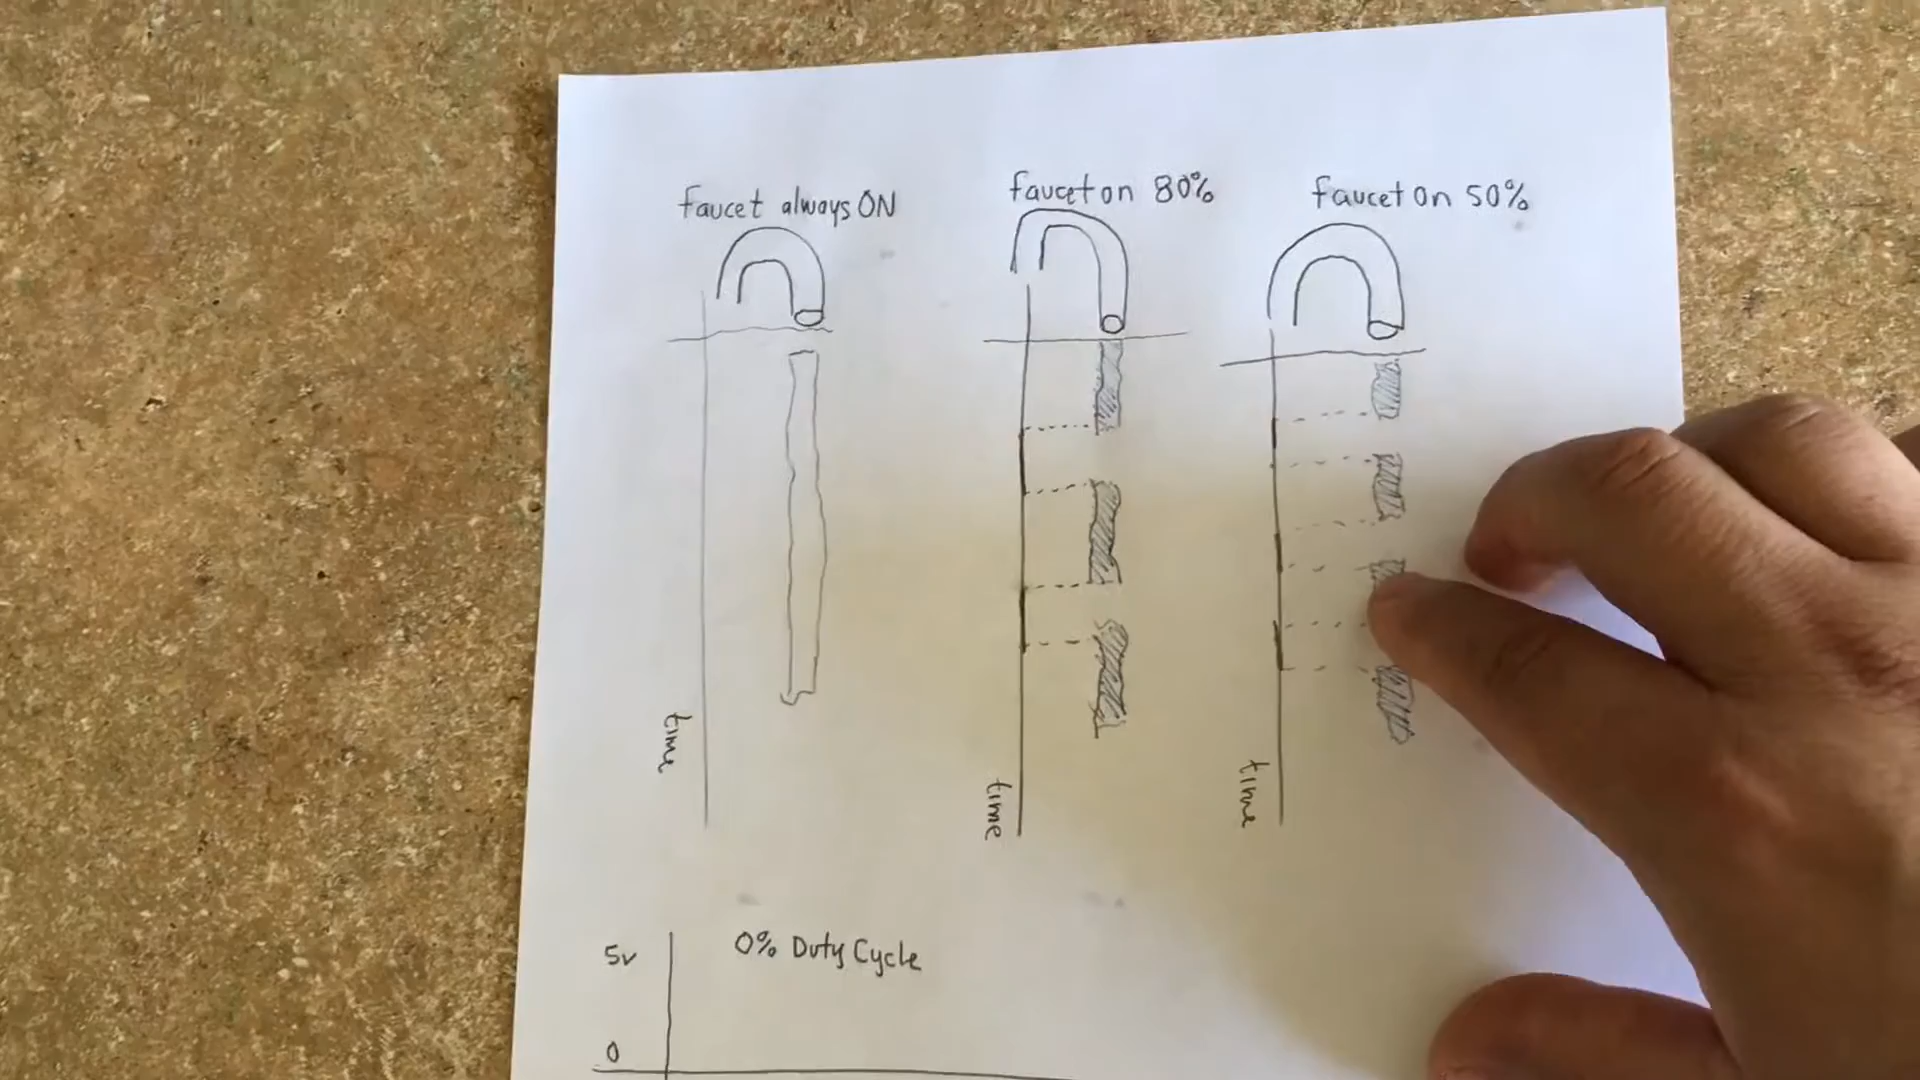 faucet always ON
faucet on 80%
faucet on 50%
time
time
time
5v
0% Duty Cycle
0